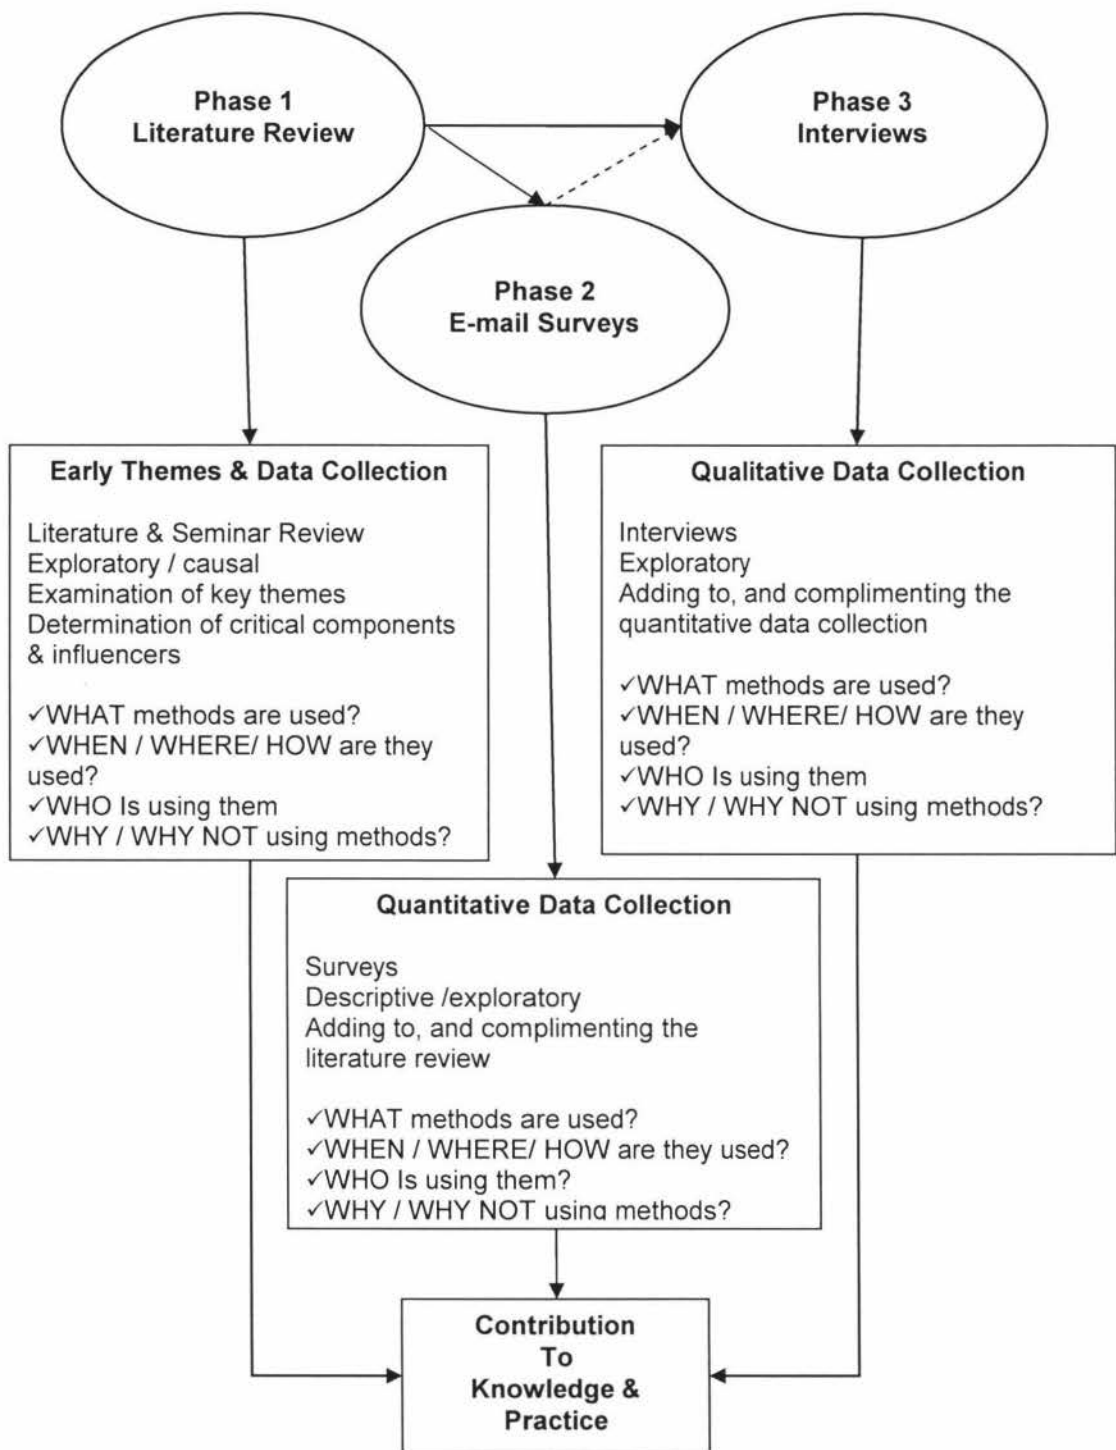 Phase 1
Literature Review
Phase 3
Interviews
Phase 2
E-mail Surveys
Early Themes & Data Collection
Literature & Seminar Review
Exploratory / causal
Examination of key themes
Determination of critical components
& influencers
✓WHAT methods are used?
✓WHEN / WHERE/ HOW are they
used?
✓WHO Is using them
✓WHY / WHY NOT using methods?
Qualitative Data Collection
Interviews
Exploratory
Adding to, and complimenting the
quantitative data collection
✓WHAT methods are used?
✓WHEN / WHERE/ HOW are they
used?
✓WHO Is using them
✓WHY / WHY NOT using methods?
Quantitative Data Collection
Surveys
Descriptive /exploratory
Adding to, and complimenting the
literature review
✓WHAT methods are used?
✓WHEN / WHERE/ HOW are they used?
✓WHO Is using them?
✓WHY / WHY NOT using methods?
Contribution
To
Knowledge &
Practice